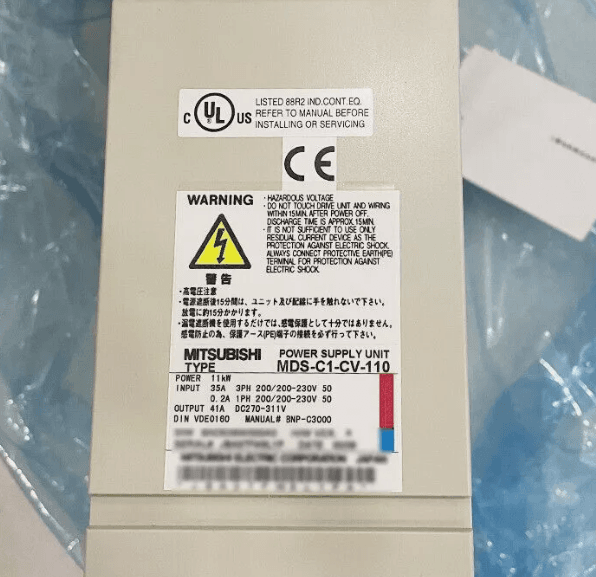 c UL US
LISTED 88R2 IND.CONT.EQ.
REFER TO MANUAL BEFORE
INSTALLING OR SERVICING
CE
WARNING
・HAZARDOUS VOLTAGE
・DO NOT TOUCH DRIVE UNIT AND WIRING
WITHIN 15MIN. AFTER POWER OFF.
DISCHARGE TIME IS APPROX.15MIN.
・IT IS NOT SUFFICIENT TO USE ONLY
RESIDUAL CURRENT DEVICE AS THE
PROTECTION AGAINST ELECTRIC SHOCK.
ALWAYS CONNECT PROTECTIVE EARTH(PE)
TERMINAL FOR PROTECTION AGAINST
ELECTRIC SHOCK.
警告
・高電圧注意
・電源遮断後15分間は、ユニット及び配線に手を触れないで下さい。
放電に約15分かかります。
・漏電遮断機を使用するだけでは、感電保護として十分ではありません。
感電防止の為、保護アース(PE)端子の接続を必ず行って下さい。
MITSUBISHI POWER SUPPLY UNIT
TYPE MDS-C1-CV-110
POWER 11kW
INPUT 35A 3PH 200/200-230V 50
0.2A 1PH 200/200-230V 50
OUTPUT 41A DC270-311V
DIN VDE0160 MANUAL# BNP-C3000
MITSUBISHI ELECTRIC CORPORATION JAPAN